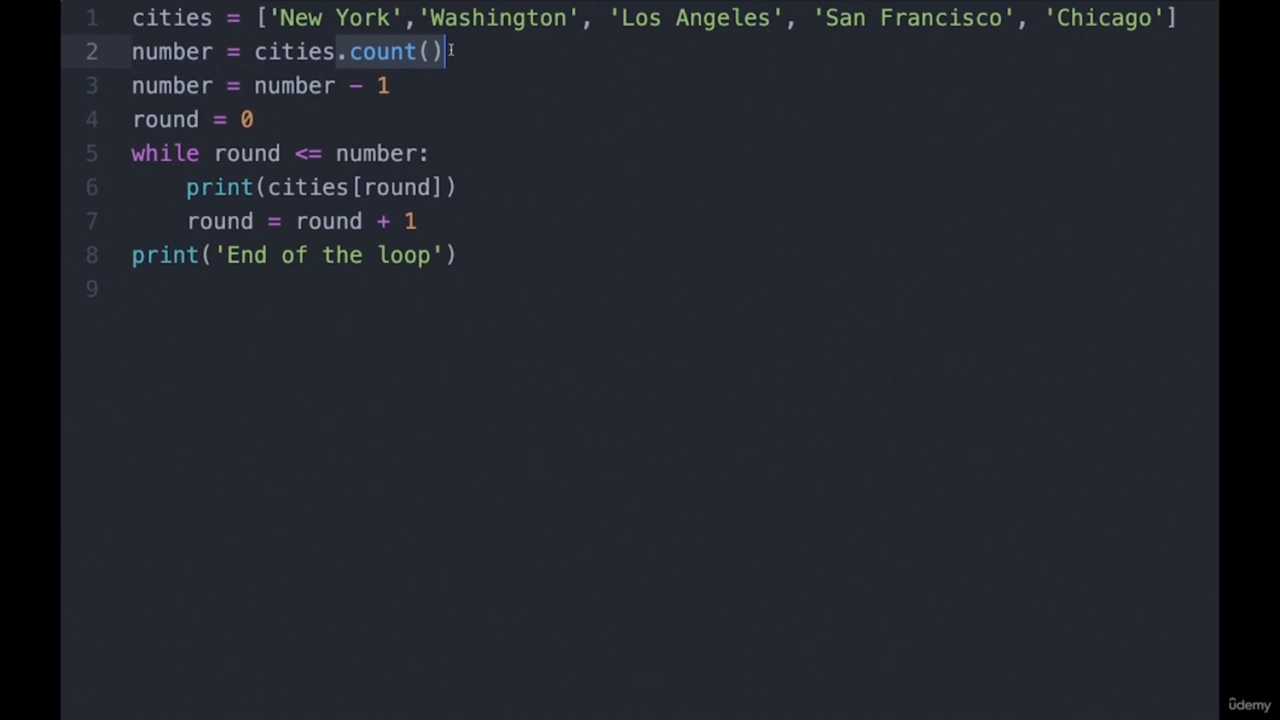 1 cities = ['New York','Washington', 'Los Angeles', 'San Francisco', 'Chicago']
2 number = cities.count()
3 number = number - 1
4 round = 0
5 while round <= number:
6     print(cities[round])
7     round = round + 1
8 print('End of the loop')
9
ûdemy